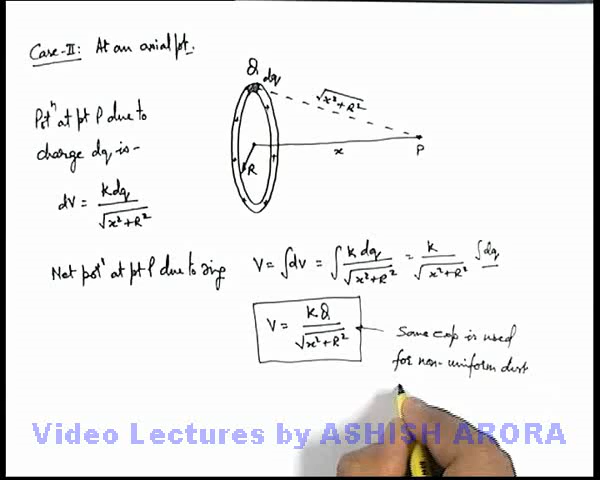 Case-II: At an axial pt.
Q
dq
√x²+R²
Potⁿ at pt P due to
charge dq is-
R
x
P
dV = kdq / √x²+R²
Net potⁿ at pt P due to ring V = ∫dV = ∫ k dq / √x²+R² = k / √x²+R² ∫dq
V = kQ / √x²+R²
Same exp is used
for non-uniform dist
Video Lectures by ASHISH ARORA